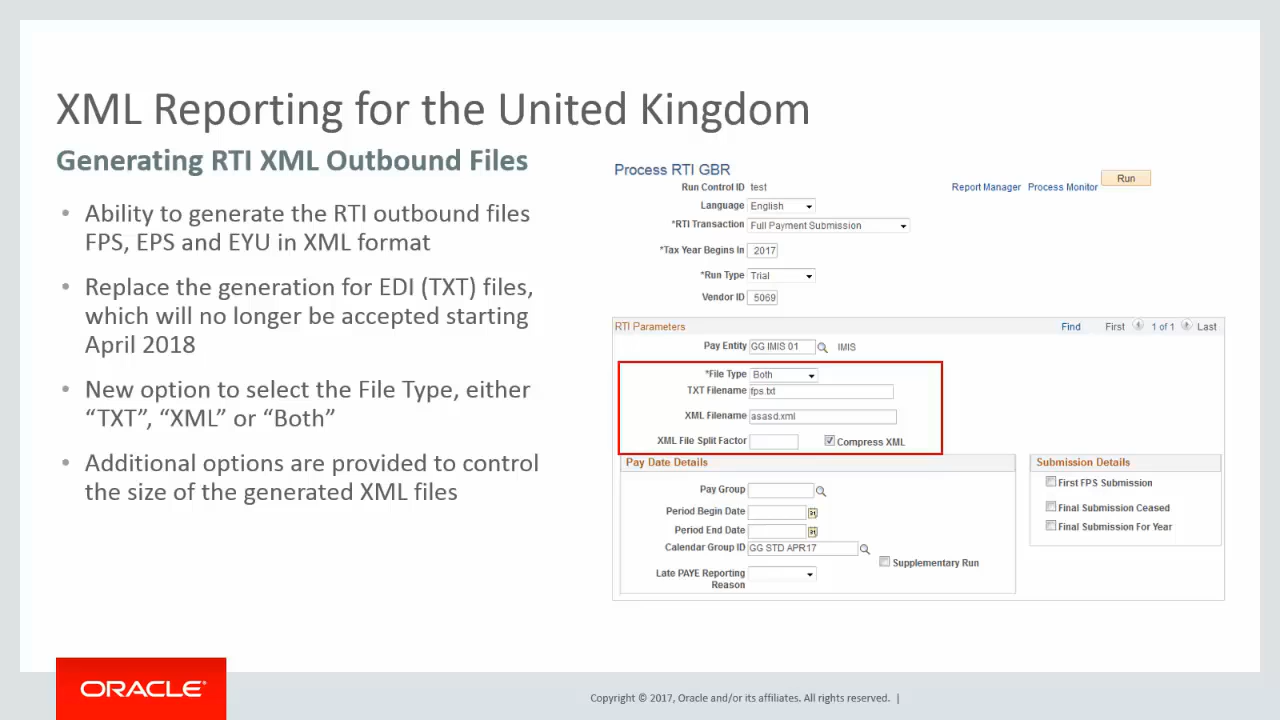 XML Reporting for the United Kingdom
Generating RTI XML Outbound Files
• Ability to generate the RTI outbound files
FPS, EPS and EYU in XML format
• Replace the generation for EDI (TXT) files,
which will no longer be accepted starting
April 2018
• New option to select the File Type, either
“TXT”, “XML” or “Both”
• Additional options are provided to control
the size of the generated XML files
Process RTI GBR
Run Control ID test
Report Manager Process Monitor Run
Language English
*RTI Transaction Full Payment Submission
*Tax Year Begins In 2017
*Run Type Trial
Vendor ID 5069
RTI Parameters Find First 1 of 1 Last
Pay Entity GG IMIS 01 IMIS
*File Type Both
TXT Filename fps.txt
XML Filename asasd.xml
XML File Split Factor Compress XML
Pay Date Details
Pay Group
Period Begin Date
Period End Date
Calendar Group ID GG STD APR17
Supplementary Run
Late PAYE Reporting
Reason
Submission Details
First FPS Submission
Final Submission Ceased
Final Submission For Year
ORACLE®
Copyright © 2017, Oracle and/or its affiliates. All rights reserved. |